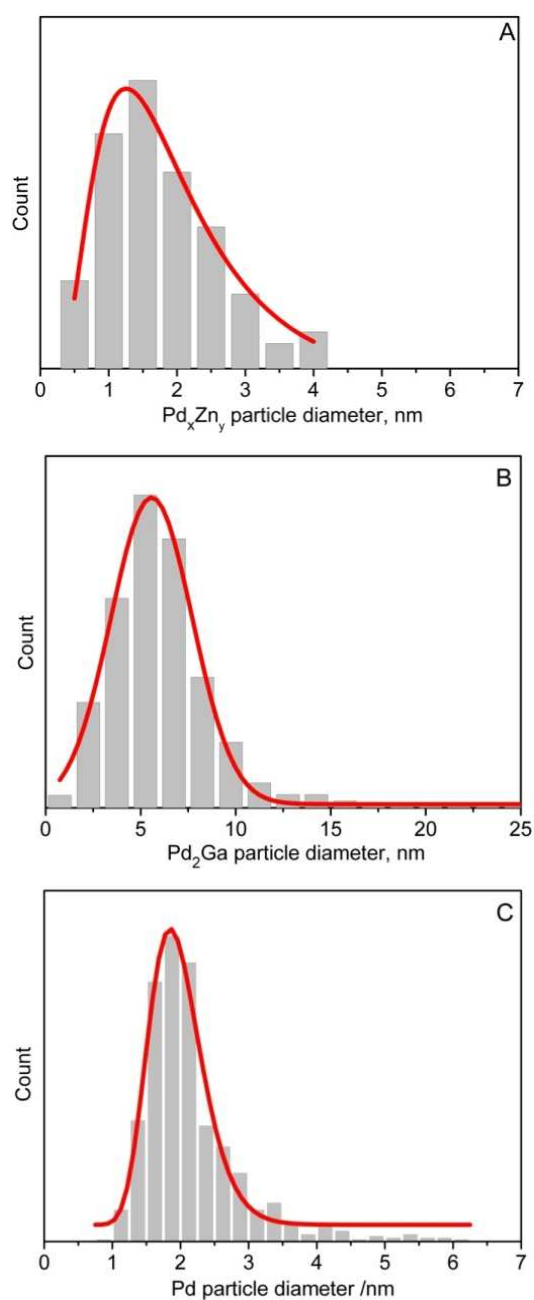 A
Count
0 1 2 3 4 5 6 7
PdxZny particle diameter, nm
B
Count
0 5 10 15 20 25
Pd2Ga particle diameter, nm
C
Count
0 1 2 3 4 5 6 7
Pd particle diameter /nm